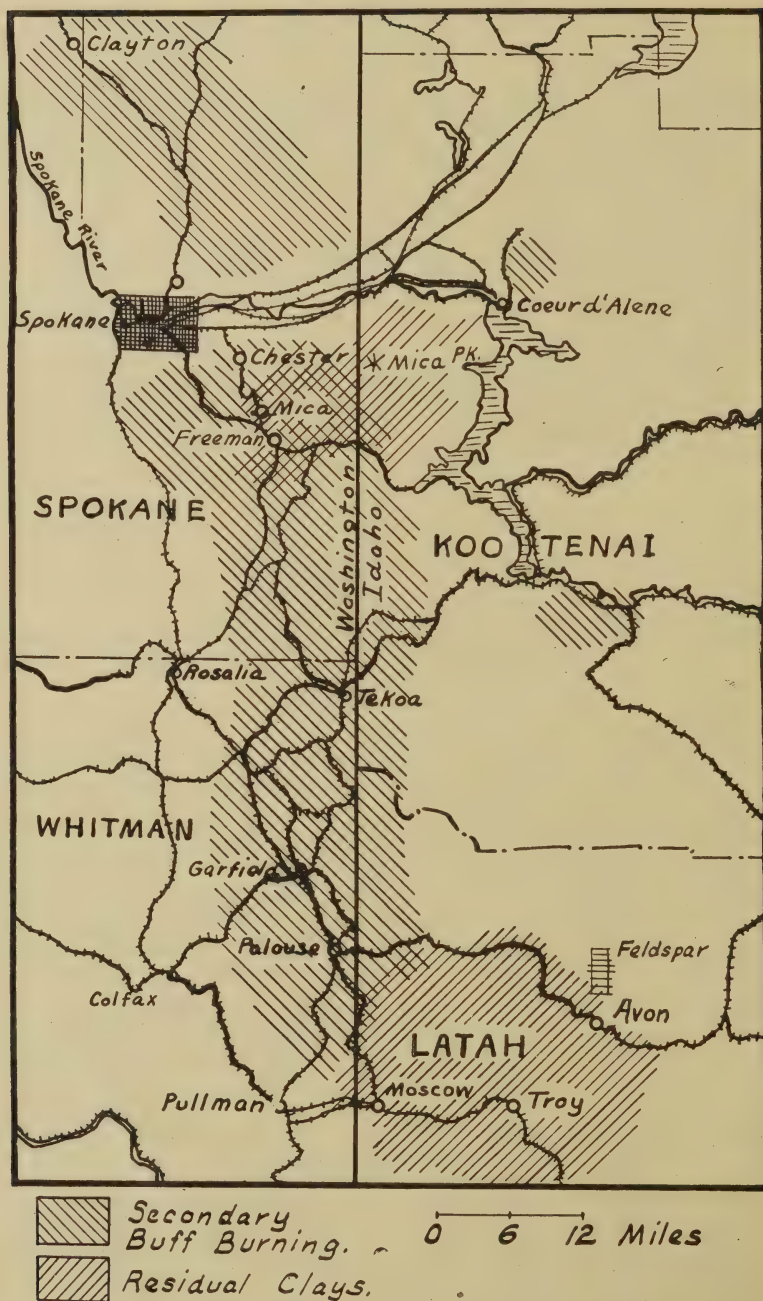 Clayton
Spokane River
Spokane
Coeur d'Alene
Chester
Mica Pk.
Mica
Freeman
SPOKANE
Washington
Idaho
KOOTENAI
Rosalia
Tekoa
WHITMAN
Garfield
Palouse
Feldspar
Colfax
Avon
LATAH
Pullman
Moscow
Troy
Secondary
Buff Burning.
0 6 12 Miles
Residual Clays.